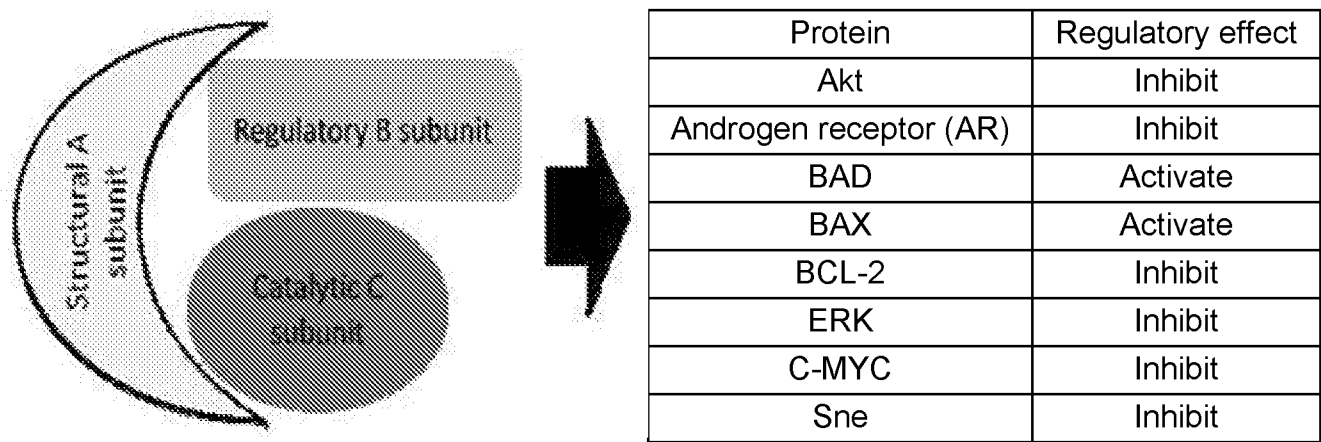 Structural A
subunit
Regulatory B subunit
Catalytic C
subunit
Protein Regulatory effect
Akt Inhibit
Androgen receptor (AR) Inhibit
BAD Activate
BAX Activate
BCL-2 Inhibit
ERK Inhibit
C-MYC Inhibit
Sne Inhibit